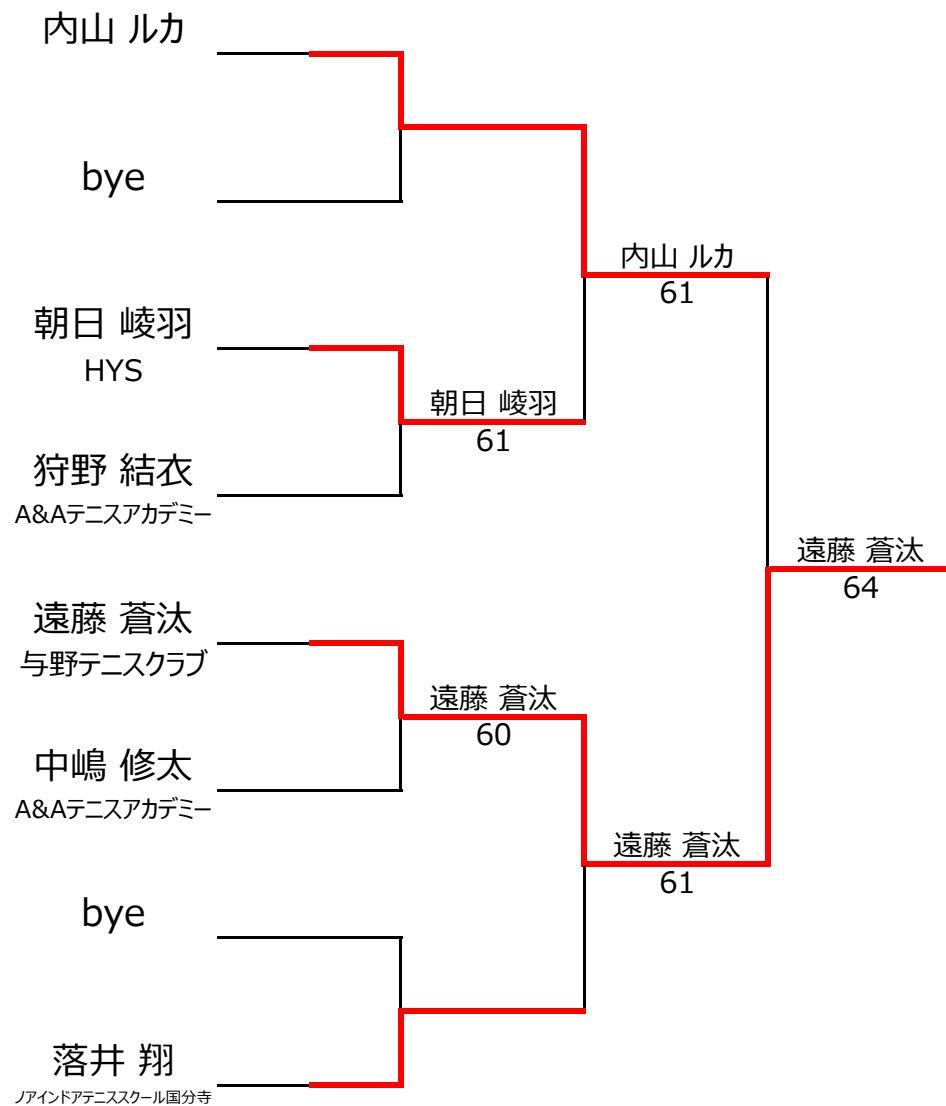 内山 ルカ
bye
内山 ルカ
61
朝日 崚羽
HYS
朝日 崚羽
61
狩野 結衣
A&Aテニスアカデミー
遠藤 蒼汰
64
遠藤 蒼汰
与野テニスクラブ
遠藤 蒼汰
60
中嶋 修太
A&Aテニスアカデミー
遠藤 蒼汰
61
bye
落井 翔
ノアインドアテニススクール国分寺